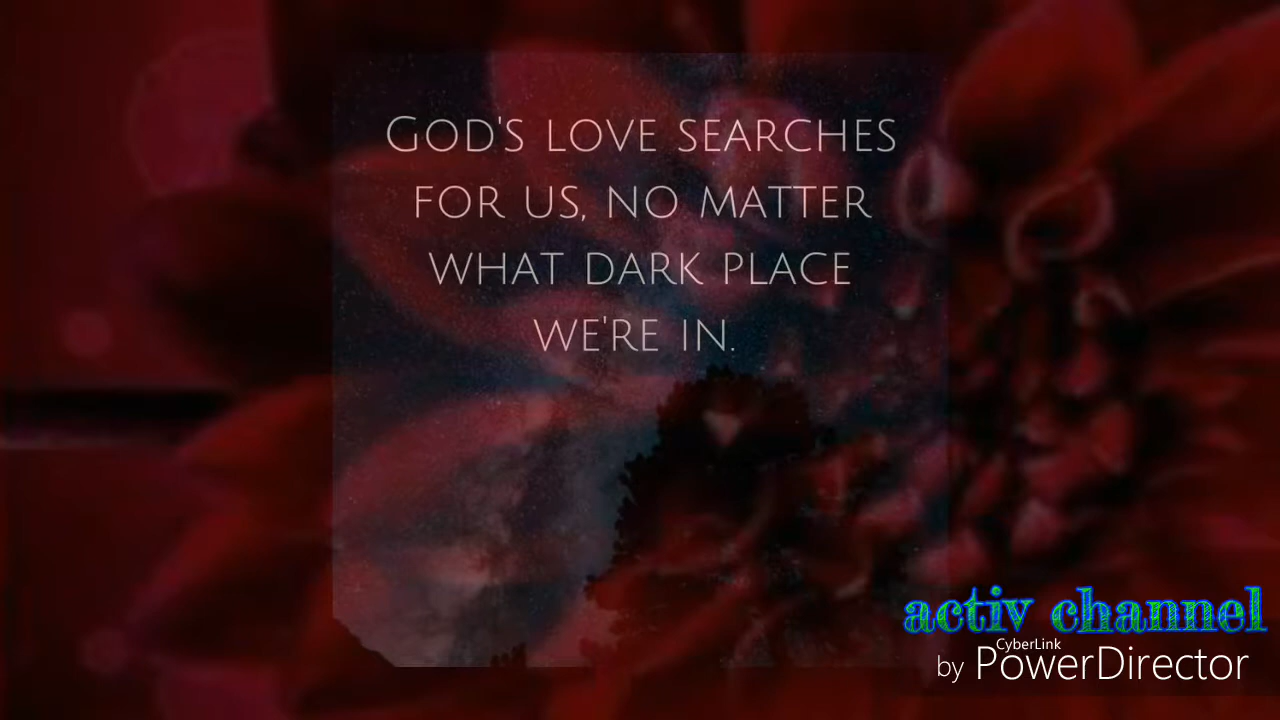 GOD'S LOVE SEARCHES
FOR US, NO MATTER
WHAT DARK PLACE
WE'RE IN.
activ channel
CyberLink
by PowerDirector